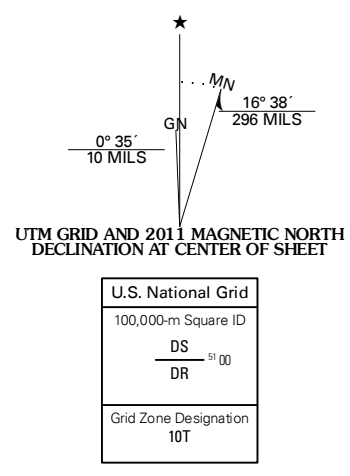 ★
MN
16° 38´
296 MILS
GN
0° 35´
10 MILS
UTM GRID AND 2011 MAGNETIC NORTH
DECLINATION AT CENTER OF SHEET
U.S. National Grid
100,000-m Square ID
DS
51 00
DR
Grid Zone Designation
10T